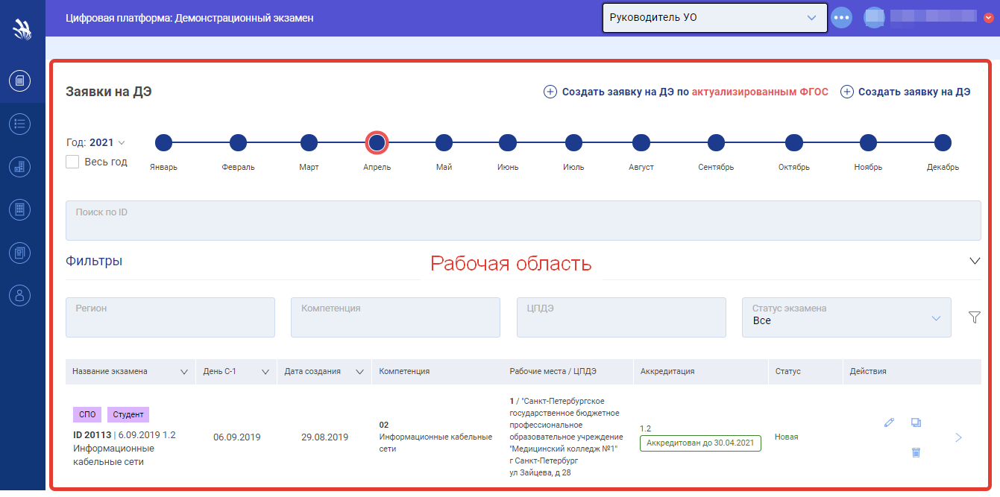 Цифровая платформа: Демонстрационный экзамен
Руководитель УО
Заявки на ДЭ
Создать заявку на ДЭ по актуализированным ФГОС
Создать заявку на ДЭ
Год: 2021
Весь год
Январь
Февраль
Март
Апрель
Май
Июнь
Июль
Август
Сентябрь
Октябрь
Ноябрь
Декабрь
Поиск по ID
Фильтры
Рабочая область
Регион
Компетенция
ЦПДЭ
Статус экзамена
Все
Название экзамена
День С-1
Дата создания
Компетенция
Рабочие места / ЦПДЭ
Аккредитация
Статус
Действия
СПО
Студент
ID 20113 | 6.09.2019 1.2
Информационные
кабельные сети
06.09.2019
29.08.2019
02
Информационные кабельные
сети
1 / "Санкт-Петербургское
государственное бюджетное
профессиональное
образовательное учреждение
"Медицинский колледж №1"
г Санкт-Петербург
ул Зайцева, д 28
1.2
Аккредитован до 30.04.2021
Новая